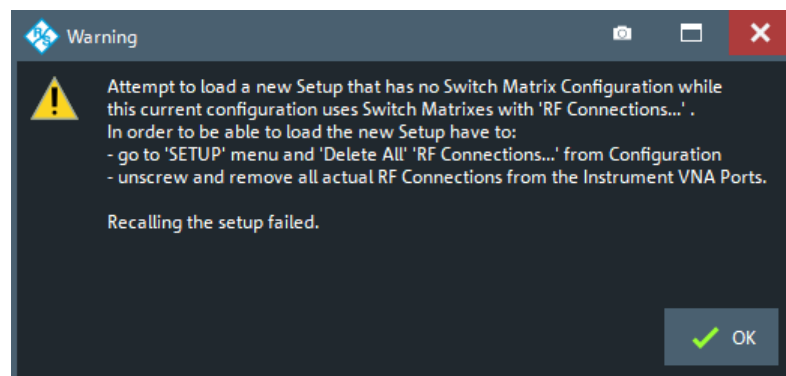 Warning
Attempt to load a new Setup that has no Switch Matrix Configuration while
this current configuration uses Switch Matrixes with 'RF Connections...' .
In order to be able to load the new Setup have to:
- go to 'SETUP' menu and 'Delete All' 'RF Connections...' from Configuration
- unscrew and remove all actual RF Connections from the Instrument VNA Ports.
Recalling the setup failed.
OK